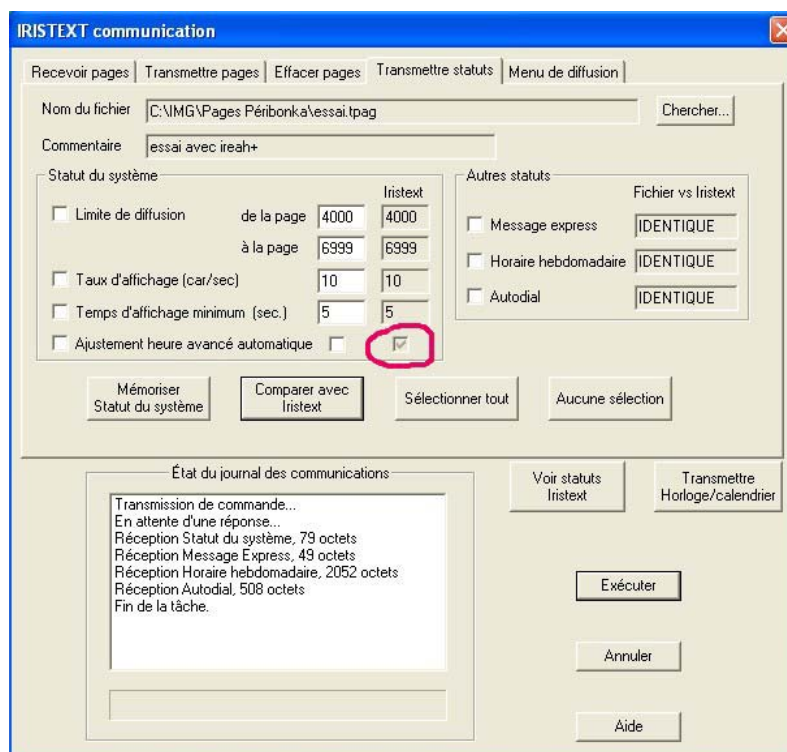 IRISTEXT communication
Recevoir pages Transmettre pages Effacer pages Transmettre statuts Menu de diffusion
Nom du fichier C:\IMG\Pages Péribonka\essai.tpag Chercher...
Commentaire essai avec ireah+
Statut du système
Iristext
Limite de diffusion de la page 4000 4000
à la page 6999 6999
Taux d'affichage (car/sec) 10 10
Temps d'affichage minimum (sec.) 5 5
Ajustement heure avancé automatique
Autres statuts
Fichier vs Iristext
Message express IDENTIQUE
Horaire hebdomadaire IDENTIQUE
Autodial IDENTIQUE
Mémoriser
Statut du système
Comparer avec
Iristext
Sélectionner tout
Aucune sélection
État du journal des communications
Transmission de commande...
En attente d'une réponse...
Réception Statut du système, 79 octets
Réception Message Express, 49 octets
Réception Horaire hebdomadaire, 2052 octets
Réception Autodial, 508 octets
Fin de la tâche.
Voir statuts
Iristext
Transmettre
Horloge/calendrier
Exécuter
Annuler
Aide